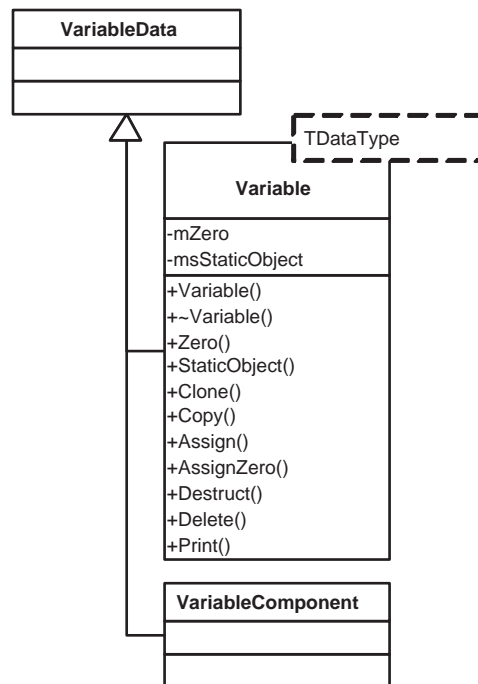 VariableData
TDataType
Variable
-mZero
-msStaticObject
+Variable()
+~Variable()
+Zero()
+StaticObject()
+Clone()
+Copy()
+Assign()
+AssignZero()
+Destruct()
+Delete()
+Print()
VariableComponent